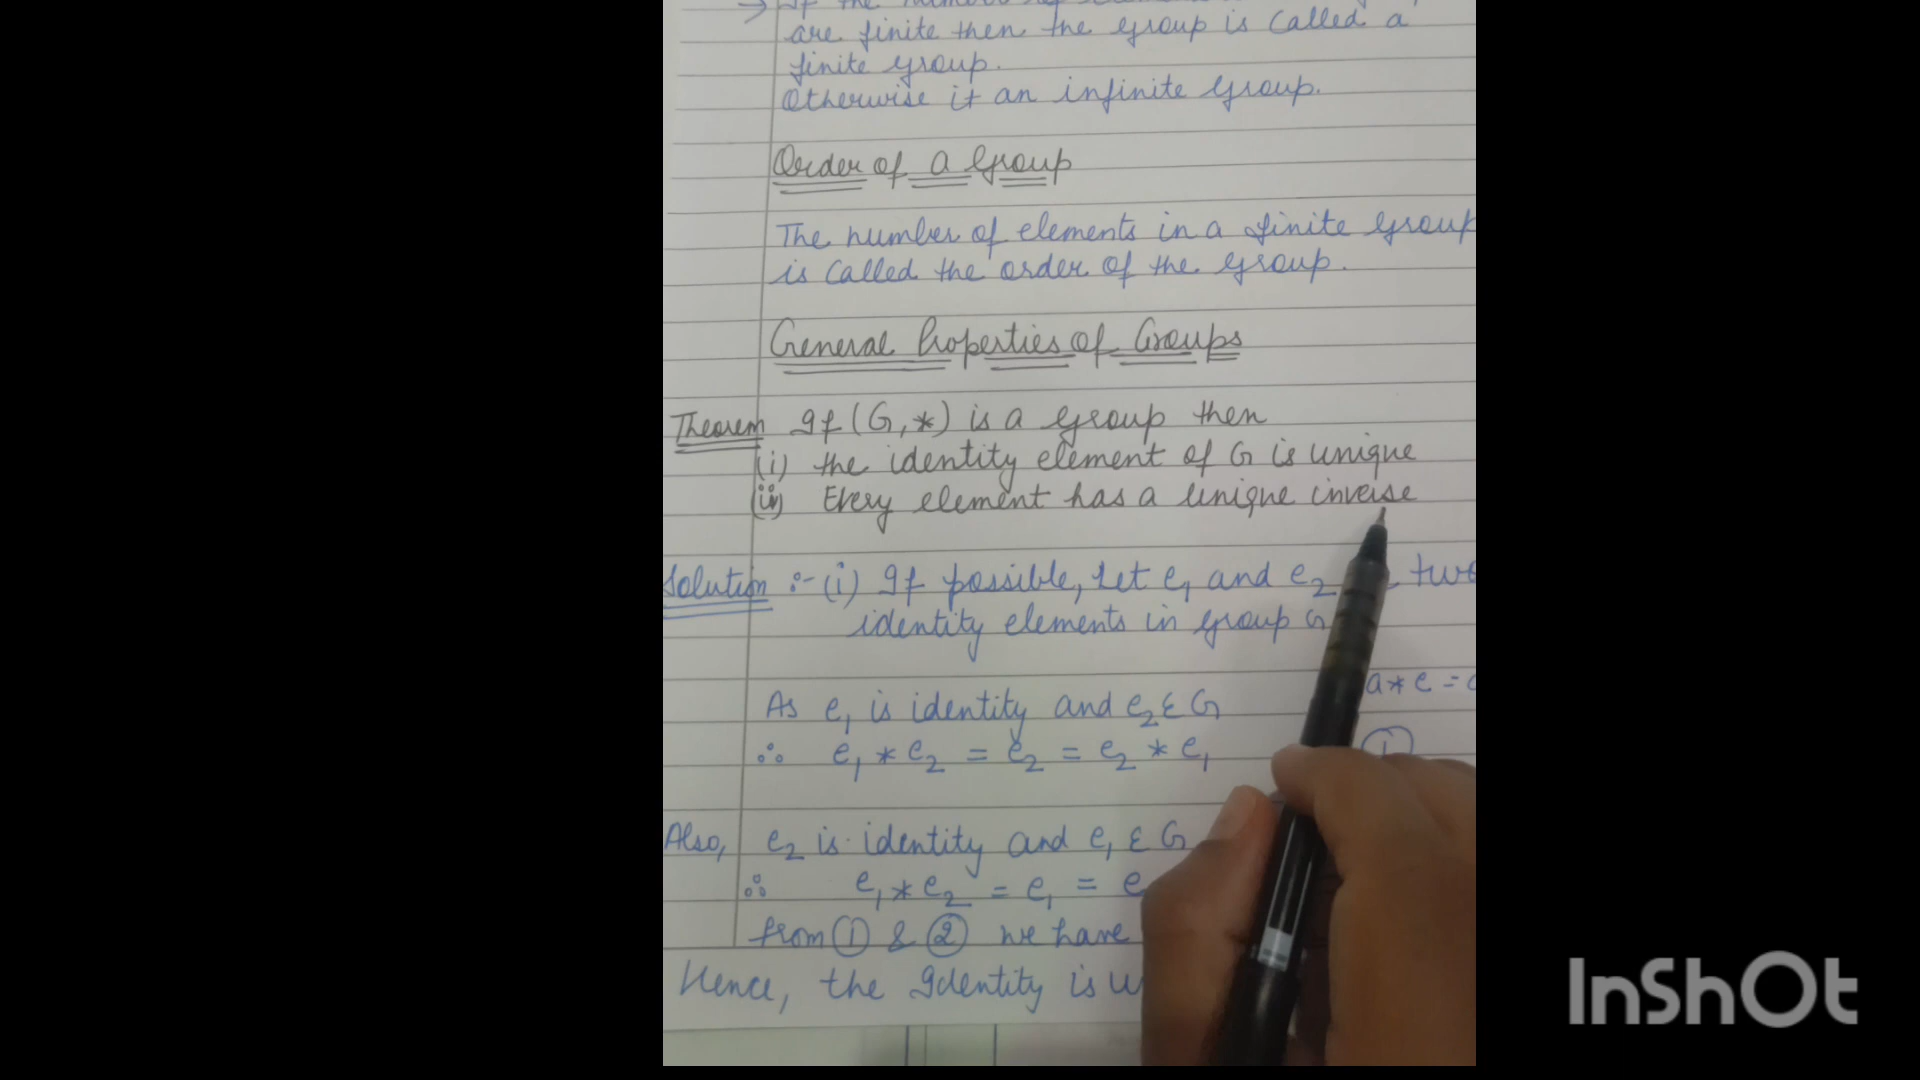 are finite then the group is called a
finite group.
Otherwise it an infinite group.
Order of a Group
The number of elements in a finite group
is called the order of the group.
General Properties of Groups
Theorem If (G, *) is a group then
(i) the identity element of G is unique
(ii) Every element has a unique inverse
Solution :- (i) If possible, let e₁ and e₂ two
identity elements in group G
a * e =
As e₁ is identity and e₂ ε G
∴ e₁ * e₂ = e₂ = e₂ * e₁ ①
Also, e₂ is identity and e₁ ε G
∴ e₁ * e₂ = e₁ = e
from ① & ② we have
Hence, the Identity is
InShOt